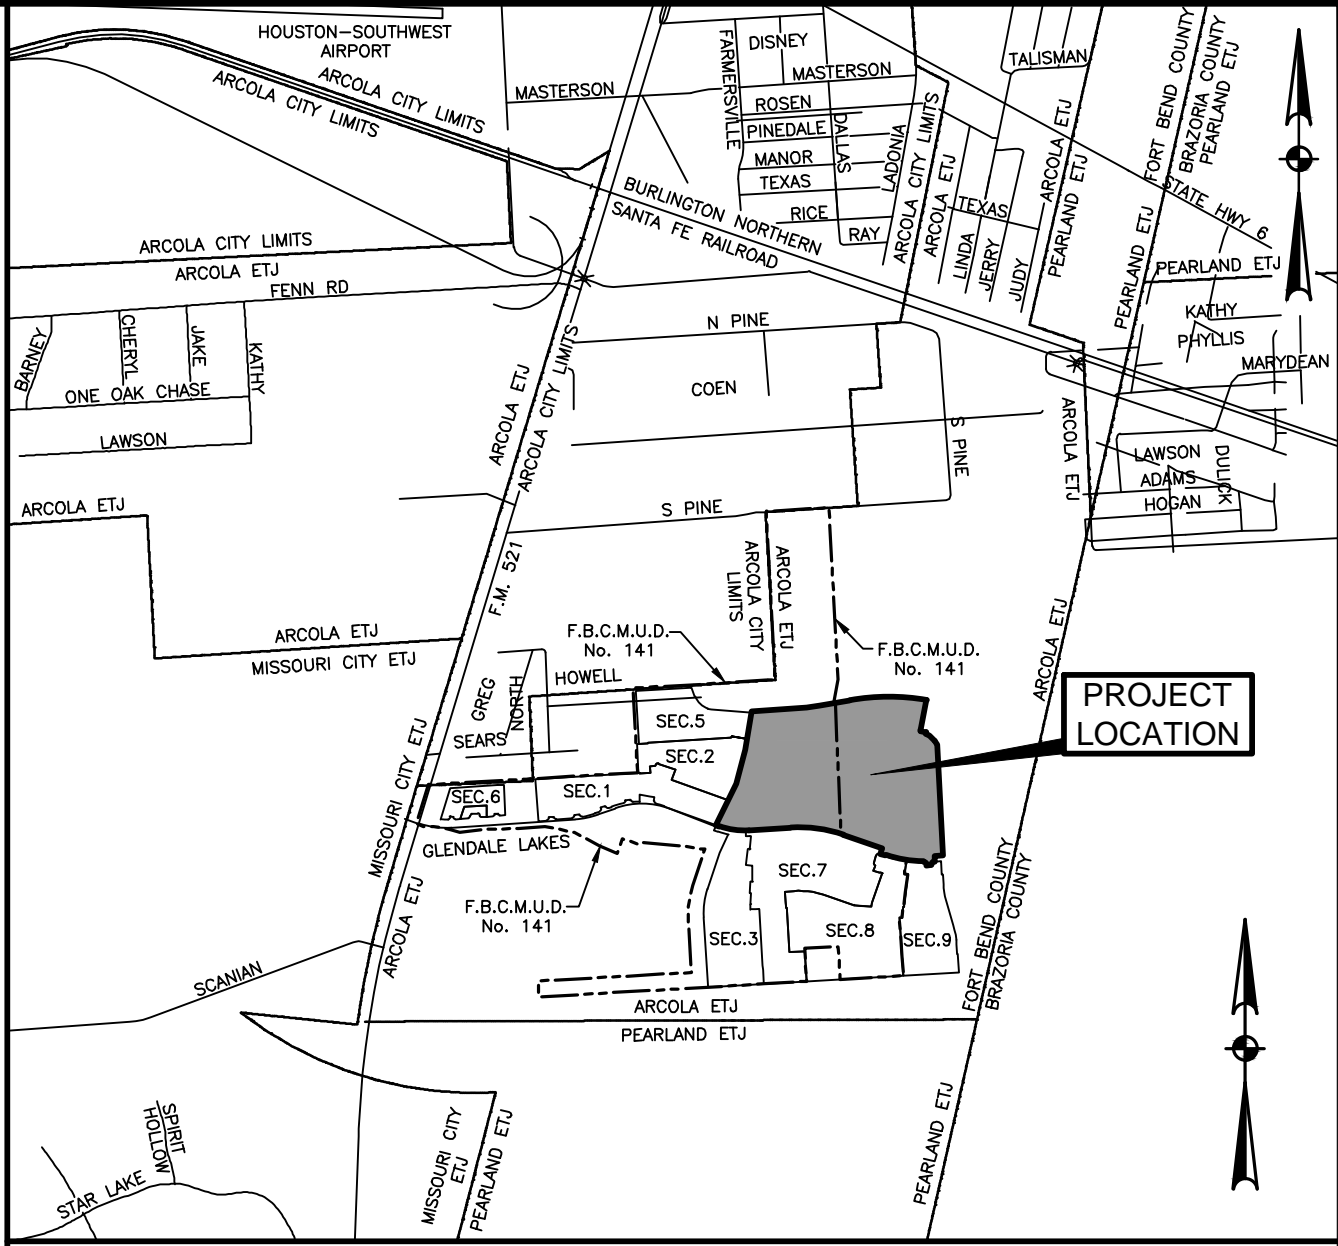 HOUSTON-SOUTHWEST
AIRPORT
ARCOLA CITY LIMITS
ARCOLA CITY LIMITS
MASTERSON
FARMERSVILLE
DISNEY
MASTERSON
ROSEN
PINEDALE
DALLAS
MANOR
TEXAS
RICE
RAY
LADONIA
ARCOLA CITY LIMITS
ARCOLA ETJ
TALISMAN
ARCOLA ETJ
PEARLAND ETJ
FORT BEND COUNTY
BRAZORIA COUNTY
PEARLAND ETJ
STATE HWY 6
TEXAS
LINDA
JERRY
JUDY
BURLINGTON NORTHERN
SANTA FE RAILROAD
ARCOLA CITY LIMITS
ARCOLA ETJ
FENN RD
BARNEY
CHERYL
JAKE
KATHY
ONE OAK CHASE
LAWSON
ARCOLA ETJ
ARCOLA CITY LIMITS
N PINE
COEN
S PINE
S PINE
PEARLAND ETJ
PEARLAND ETJ
KATHY
PHYLLIS
MARYDEAN
ARCOLA ETJ
LAWSON
ADAMS
HOGAN
DULICK
ARCOLA ETJ
F.M. 521
ARCOLA CITY
LIMITS
ARCOLA ETJ
ARCOLA ETJ
MISSOURI CITY ETJ
F.B.C.M.U.D.
No. 141
F.B.C.M.U.D.
No. 141
ARCOLA ETJ
PROJECT
LOCATION
GREG
NORTH
HOWELL
SEARS
SEC.5
SEC.2
SEC.6
SEC.1
MISSOURI CITY ETJ
ARCOLA ETJ
GLENDALE LAKES
F.B.C.M.U.D.
No. 141
SEC.7
SEC.3
SEC.8
SEC.9
FORT BEND COUNTY
BRAZORIA COUNTY
SCANIAN
ARCOLA ETJ
PEARLAND ETJ
SPIRIT
HOLLOW
STAR LAKE
MISSOURI CITY
ETJ
PEARLAND ETJ
PEARLAND ETJ